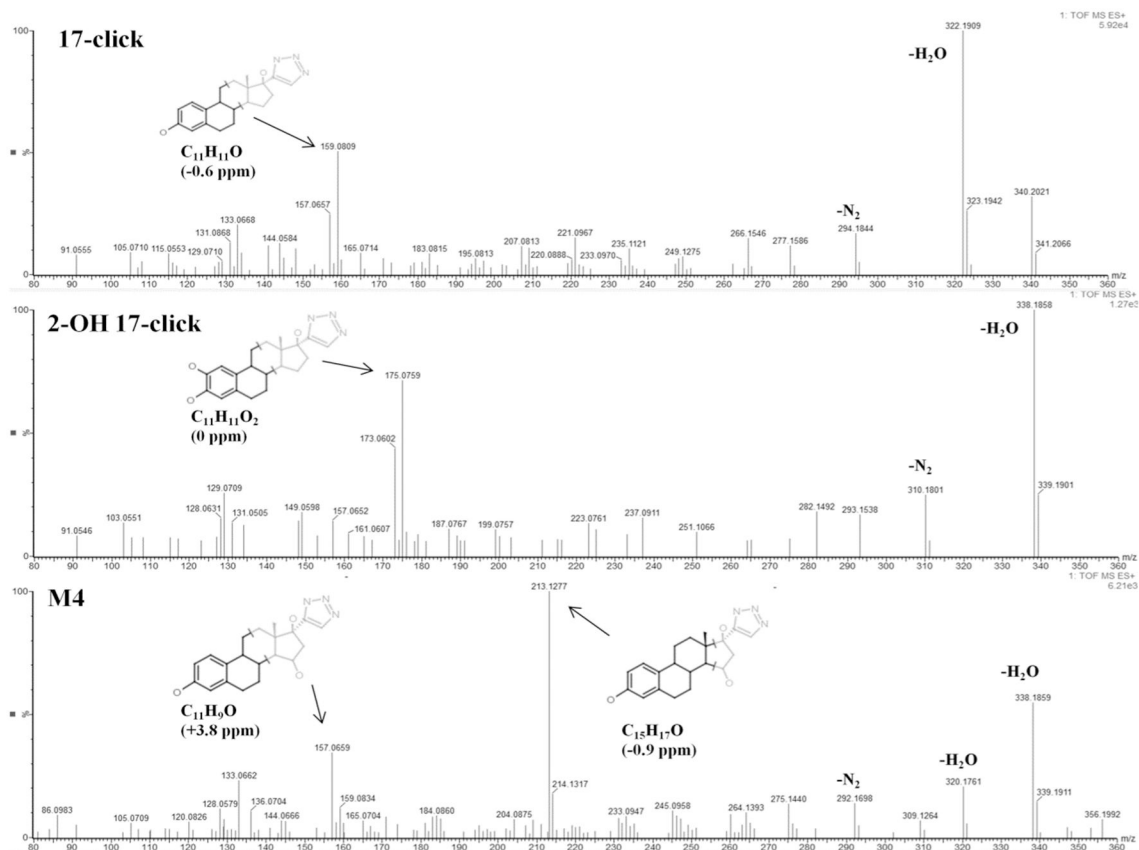 1: TOF MS ES+
5.92e4
17-click
-H₂O
-N₂
C₁₁H₁₁O
(-0.6 ppm)
O
N
N
N
O
100
%
0
322.1909
323.1942
340.2021
341.2066
294.1844
277.1586
266.1546
249.1275
235.1121
233.0970
221.0967
220.0888
207.0813
195.0813
183.0815
165.0714
159.0809
157.0657
144.0584
133.0668
131.0868
129.0710
115.0553
105.0710
91.0555
80 90 100 110 120 130 140 150 160 170 180 190 200 210 220 230 240 250 260 270 280 290 300 310 320 330 340 350 360 m/z
1: TOF MS ES+
1.27e3
2-OH 17-click
-H₂O
-N₂
C₁₁H₁₁O₂
(0 ppm)
O
N
N
N
O
O
100
%
0
338.1858
339.1901
310.1801
293.1538
282.1492
251.1066
237.0911
223.0761
199.0757
187.0767
175.0759
173.0602
161.0607
157.0652
149.0598
131.0505
129.0709
128.0631
103.0551
91.0546
80 90 100 110 120 130 140 150 160 170 180 190 200 210 220 230 240 250 260 270 280 290 300 310 320 330 340 350 360 m/z
1: TOF MS ES+
6.21e3
M4
-H₂O
-H₂O
-N₂
C₁₁H₉O
(+3.8 ppm)
C₁₅H₁₇O
(-0.9 ppm)
O
N
N
N
O
O
O
N
N
N
O
O
100
%
0
213.1277
214.1317
338.1859
339.1911
320.1761
356.1992
309.1264
292.1698
275.1440
264.1393
245.0958
233.0947
204.0875
184.0860
165.0704
159.0834
157.0659
144.0666
136.0704
133.0662
128.0579
120.0826
105.0709
86.0983
80 90 100 110 120 130 140 150 160 170 180 190 200 210 220 230 240 250 260 270 280 290 300 310 320 330 340 350 360 m/z